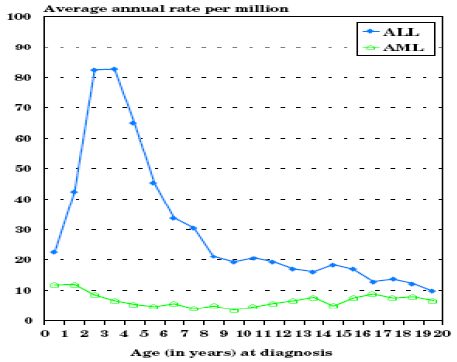 Average annual rate per million
100
90
80
70
60
50
40
30
20
10
0
ALL
AML
0 1 2 3 4 5 6 7 8 9 10 11 12 13 14 15 16 17 18 19 20
Age (in years) at diagnosis